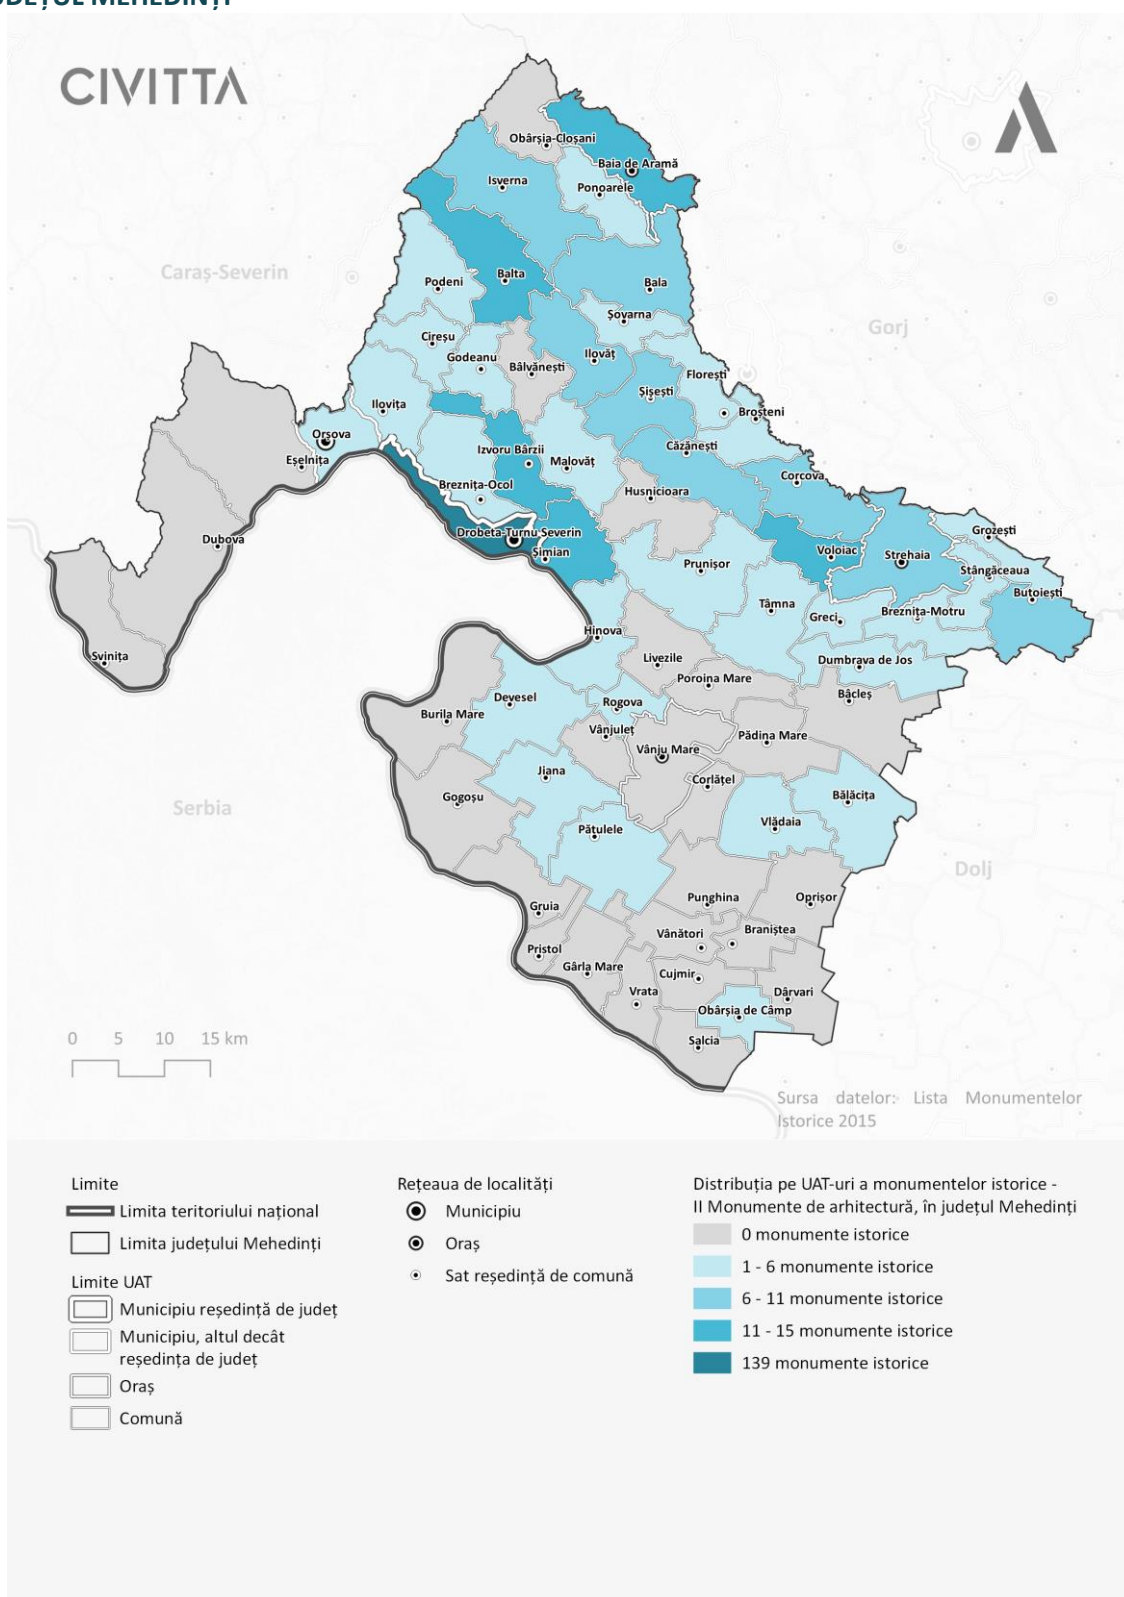 JUDEȚUL MEHEDINȚI
CIVITTA
Obârșia-Cloșani
Baia de Aramă
Isverna
Ponoarele
Caraș-Severin
Podeni
Balta
Bala
Șovarna
Gorj
Cireșu
Godeanu
Bâlvănești
Ilovăț
Florești
Șișești
Ilovița
Broșteni
Orșova
Eșelnița
Izvoru Bârzii
Malovăț
Căzănești
Corcova
Breznița-Ocol
Husnicioara
Drobeta-Turnu Severin
Dubova
Șimian
Prunișor
Voloiac
Strehaia
Grozești
Stângăceaua
Butoiești
Tâmna
Greci
Breznița-Motru
Hinova
Svinița
Livezile
Dumbrava de Jos
Poroina Mare
Bâcleș
Devesel
Rogova
Burila Mare
Vânjuleț
Pădina Mare
Vânju Mare
Jiana
Corlățel
Gogoșu
Bălăcița
Serbia
Pătulele
Vlădaia
Dolj
Punghina
Oprișor
Gruia
Vânători
Braniștea
Pristol
Gârla Mare
Cujmir
Vrata
Dârvari
Obârșia de Câmp
Salcia
0 5 10 15 km
Sursa datelor: Lista Monumentelor
Istorice 2015
Limite
Limita teritoriului național
Limita județului Mehedinți
Limite UAT
Municipiu reședință de județ
Municipiu, altul decât
reședința de județ
Oraș
Comună
Rețeaua de localități
Municipiu
Oraș
Sat reședință de comună
Distribuția pe UAT-uri a monumentelor istorice -
II Monumente de arhitectură, în județul Mehedinți
0 monumente istorice
1 - 6 monumente istorice
6 - 11 monumente istorice
11 - 15 monumente istorice
139 monumente istorice